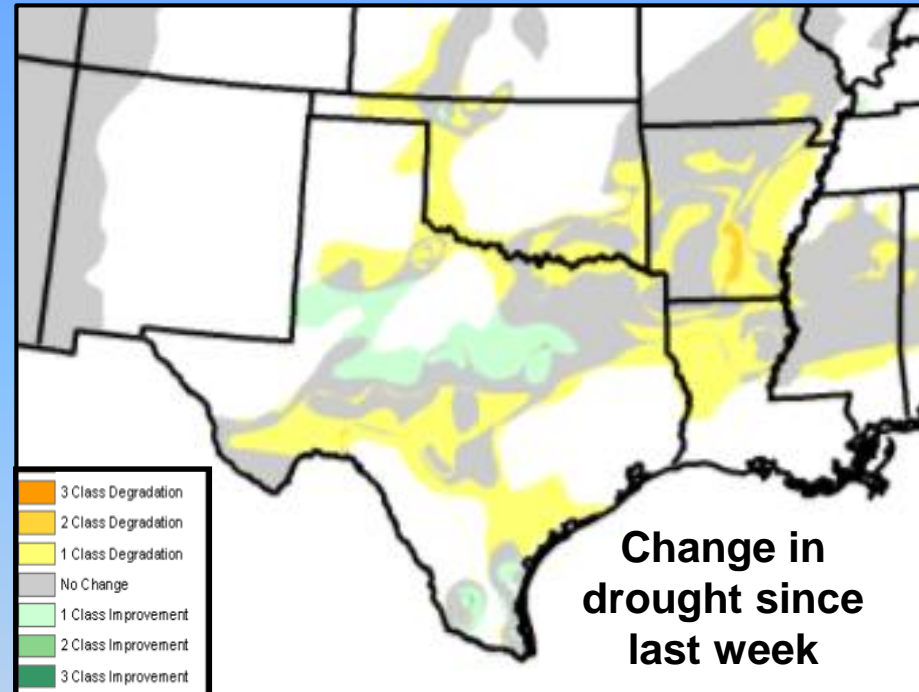 3 Class Degradation
2 Class Degradation
1 Class Degradation
No Change
1 Class Improvement
2 Class Improvement
3 Class Improvement
Change in
drought since
last week